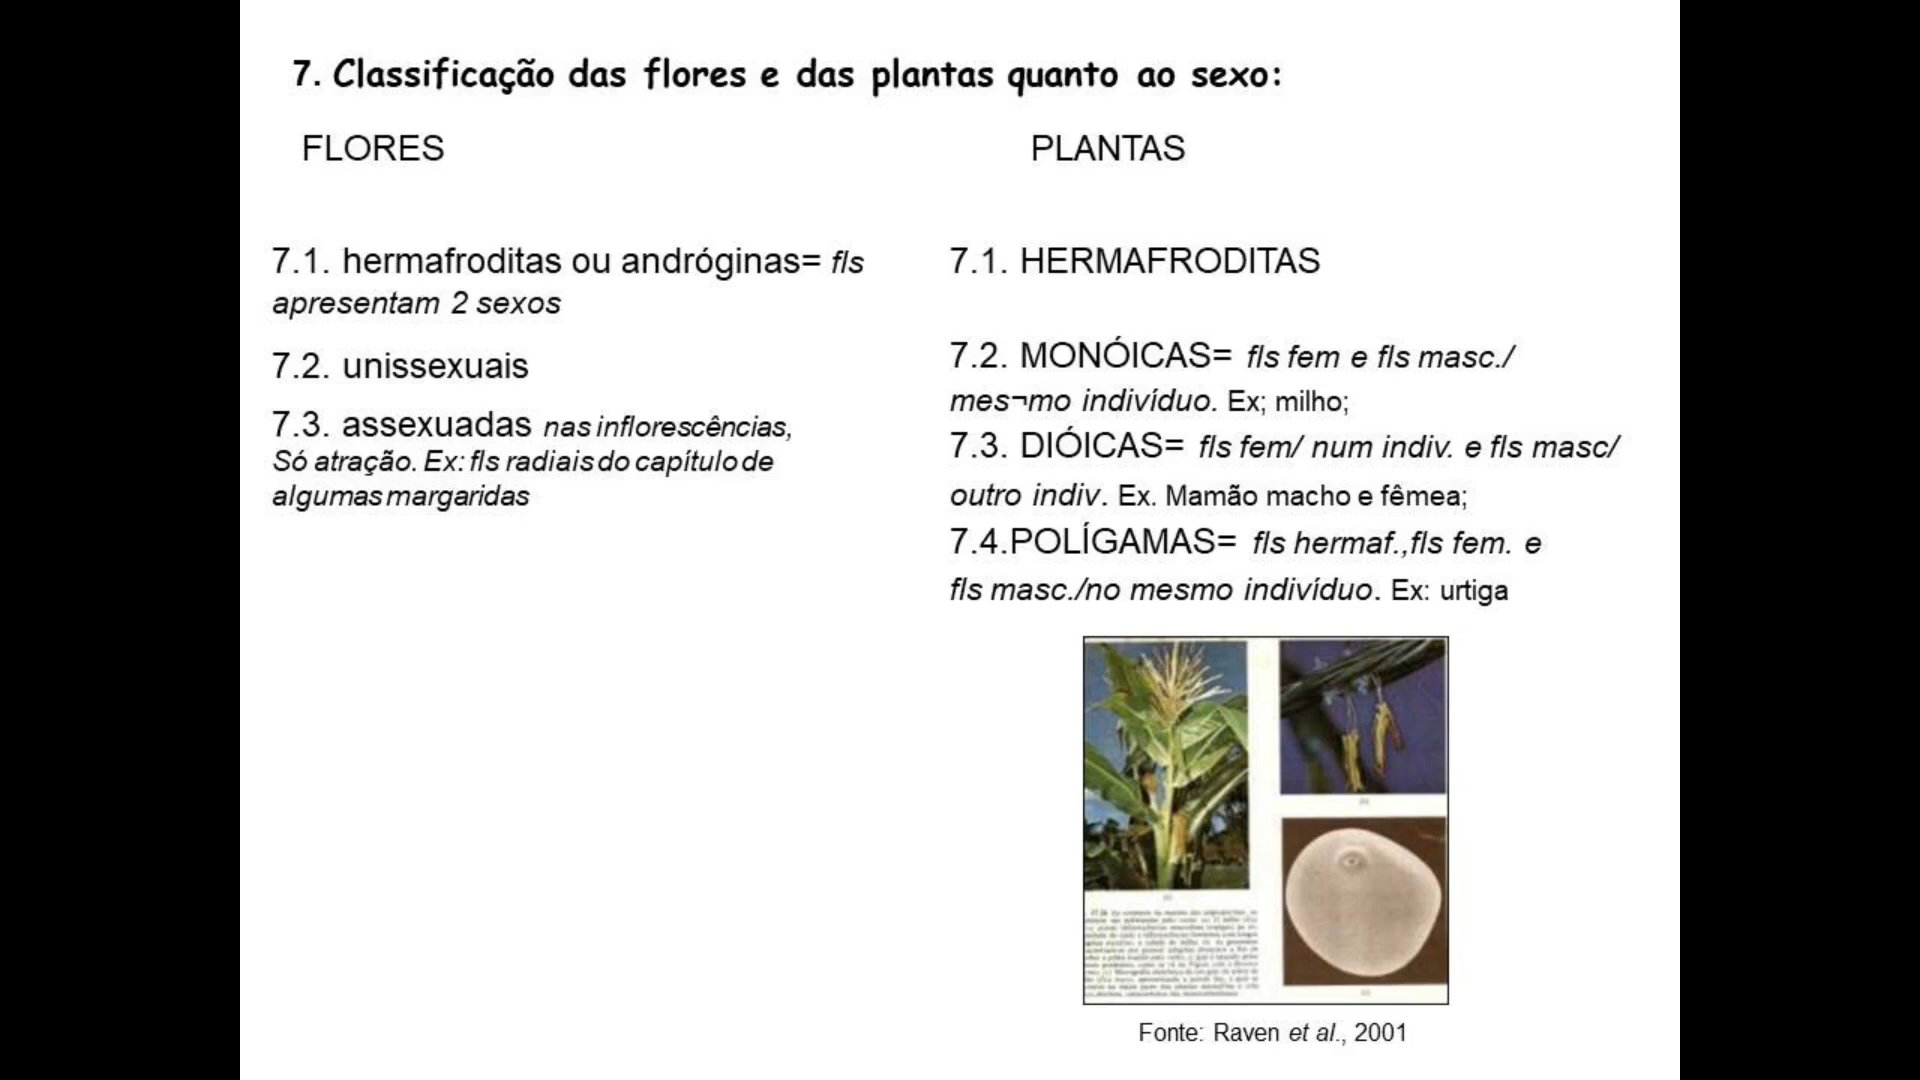 7. Classificação das flores e das plantas quanto ao sexo:
FLORES
7.1. hermafroditas ou andróginas= fls
apresentam 2 sexos
7.2. unissexuais
7.3. assexuadas nas inflorescências,
Só atração. Ex: fls radiais do capítulo de
algumas margaridas
PLANTAS
7.1. HERMAFRODITAS
7.2. MONÓICAS= fls fem e fls masc./
mes¬mo indivíduo. Ex; milho;
7.3. DIÓICAS= fls fem/ num indiv. e fls masc/
outro indiv. Ex. Mamão macho e fêmea;
7.4.POLÍGAMAS= fls hermaf.,fls fem. e
fls masc./no mesmo indivíduo. Ex: urtiga
Fonte: Raven et al., 2001